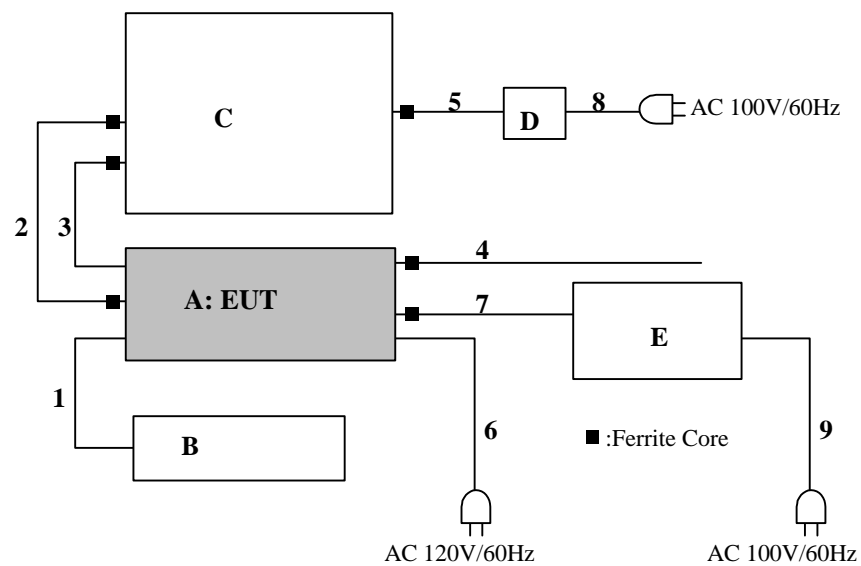 C
5
D
8
AC 100V/60Hz
2
3
A: EUT
4
7
E
1
B
6
■ :Ferrite Core
9
AC 120V/60Hz
AC 100V/60Hz